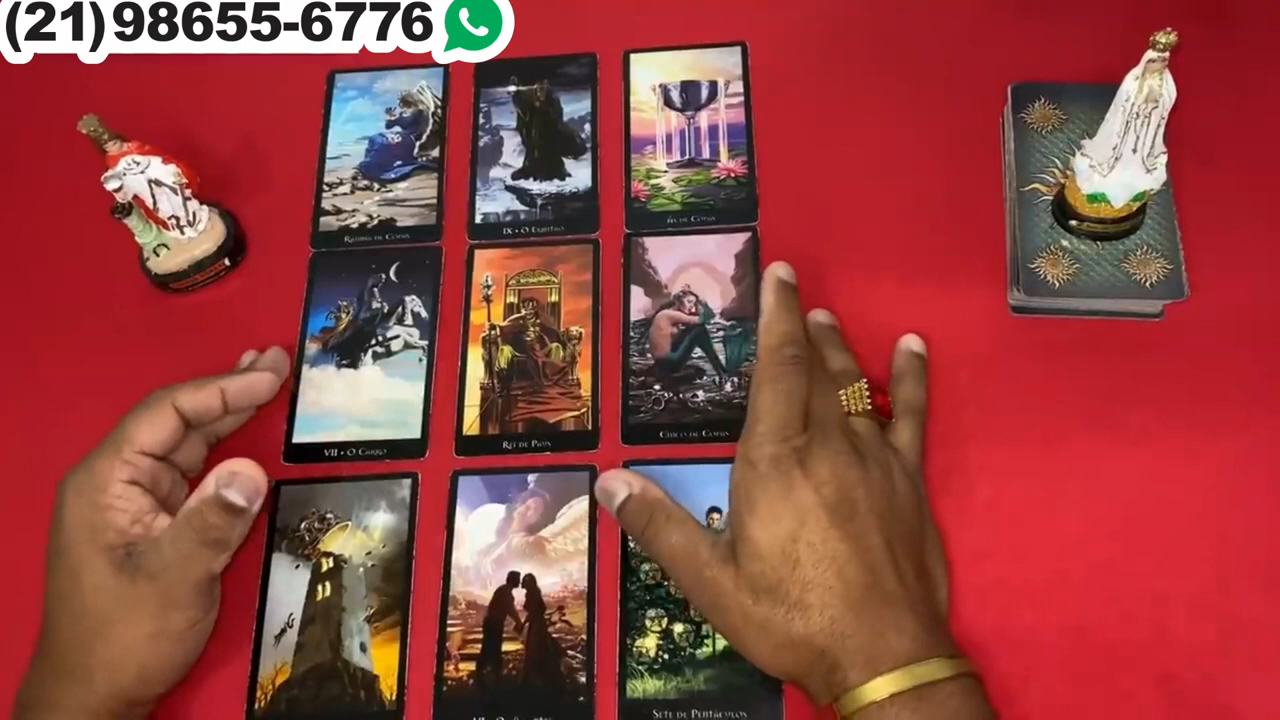 (21)98655-6776
RAINHA DE COPAS
IX • O EREMITA
ÁS DE COPAS
VII • O CARRO
REI DE PAUS
CINCO DE COPAS
SETE DE PENTÁCULOS